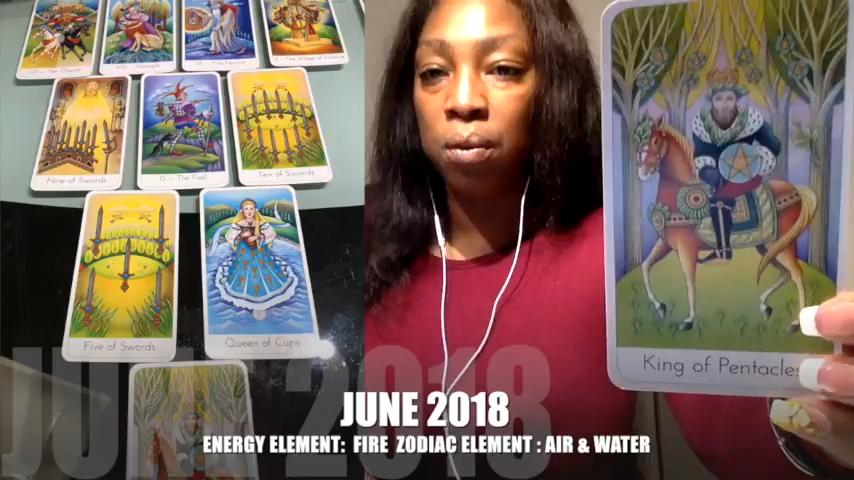 VII - The Chariot
VIII - Strength
IX - The Hermit
X - The Wheel of Fortune
Nine of Swords
0 - The Fool
Ten of Swords
Five of Swords
Queen of Cups
King of Pentacles
JUNE 2018
JUNE 2018
ENERGY ELEMENT: FIRE ZODIAC ELEMENT : AIR & WATER